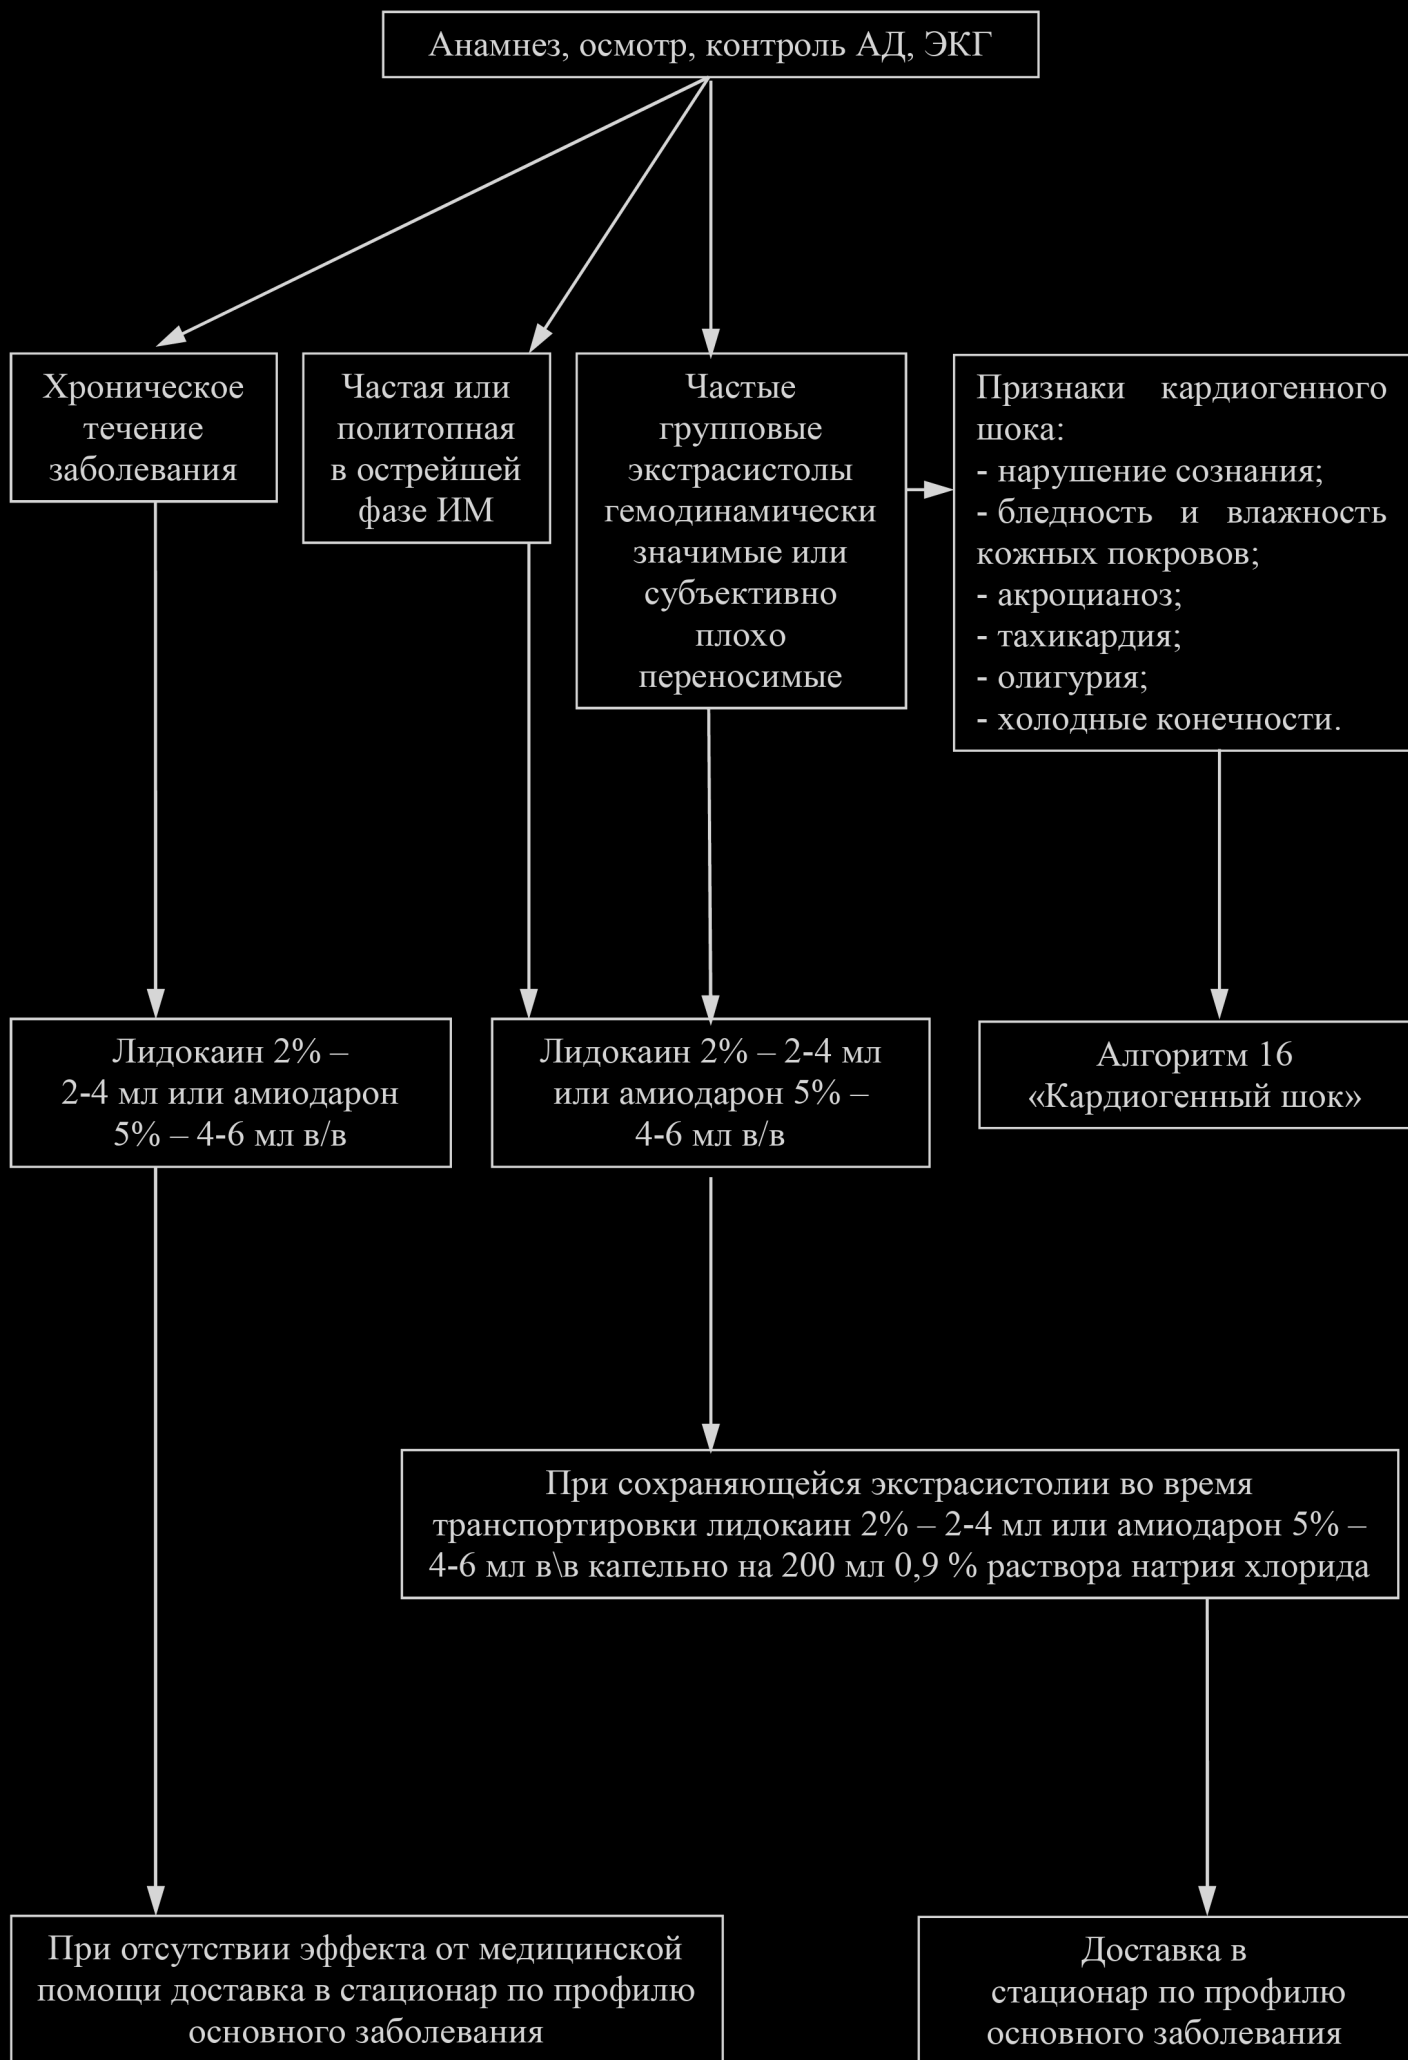 Анамнез, осмотр, контроль АД, ЭКГ
Хроническое
течение
заболевания
Частая или
политопная
в острейшей
фазе ИМ
Частые
групповые
экстрасистолы
гемодинамически
значимые или
субъективно
плохо
переносимые
Признаки кардиогенного
шока:
- нарушение сознания;
- бледность и влажность
кожных покровов;
- акроцианоз;
- тахикардия;
- олигурия;
- холодные конечности.
Лидокаин 2% –
2-4 мл или амиодарон
5% – 4-6 мл в/в
Лидокаин 2% – 2-4 мл
или амиодарон 5% –
4-6 мл в/в
Алгоритм 16
«Кардиогенный шок»
При сохраняющейся экстрасистолии во время
транспортировки лидокаин 2% – 2-4 мл или амиодарон 5% –
4-6 мл в\в капельно на 200 мл 0,9 % раствора натрия хлорида
При отсутствии эффекта от медицинской
помощи доставка в стационар по профилю
основного заболевания
Доставка в
стационар по профилю
основного заболевания